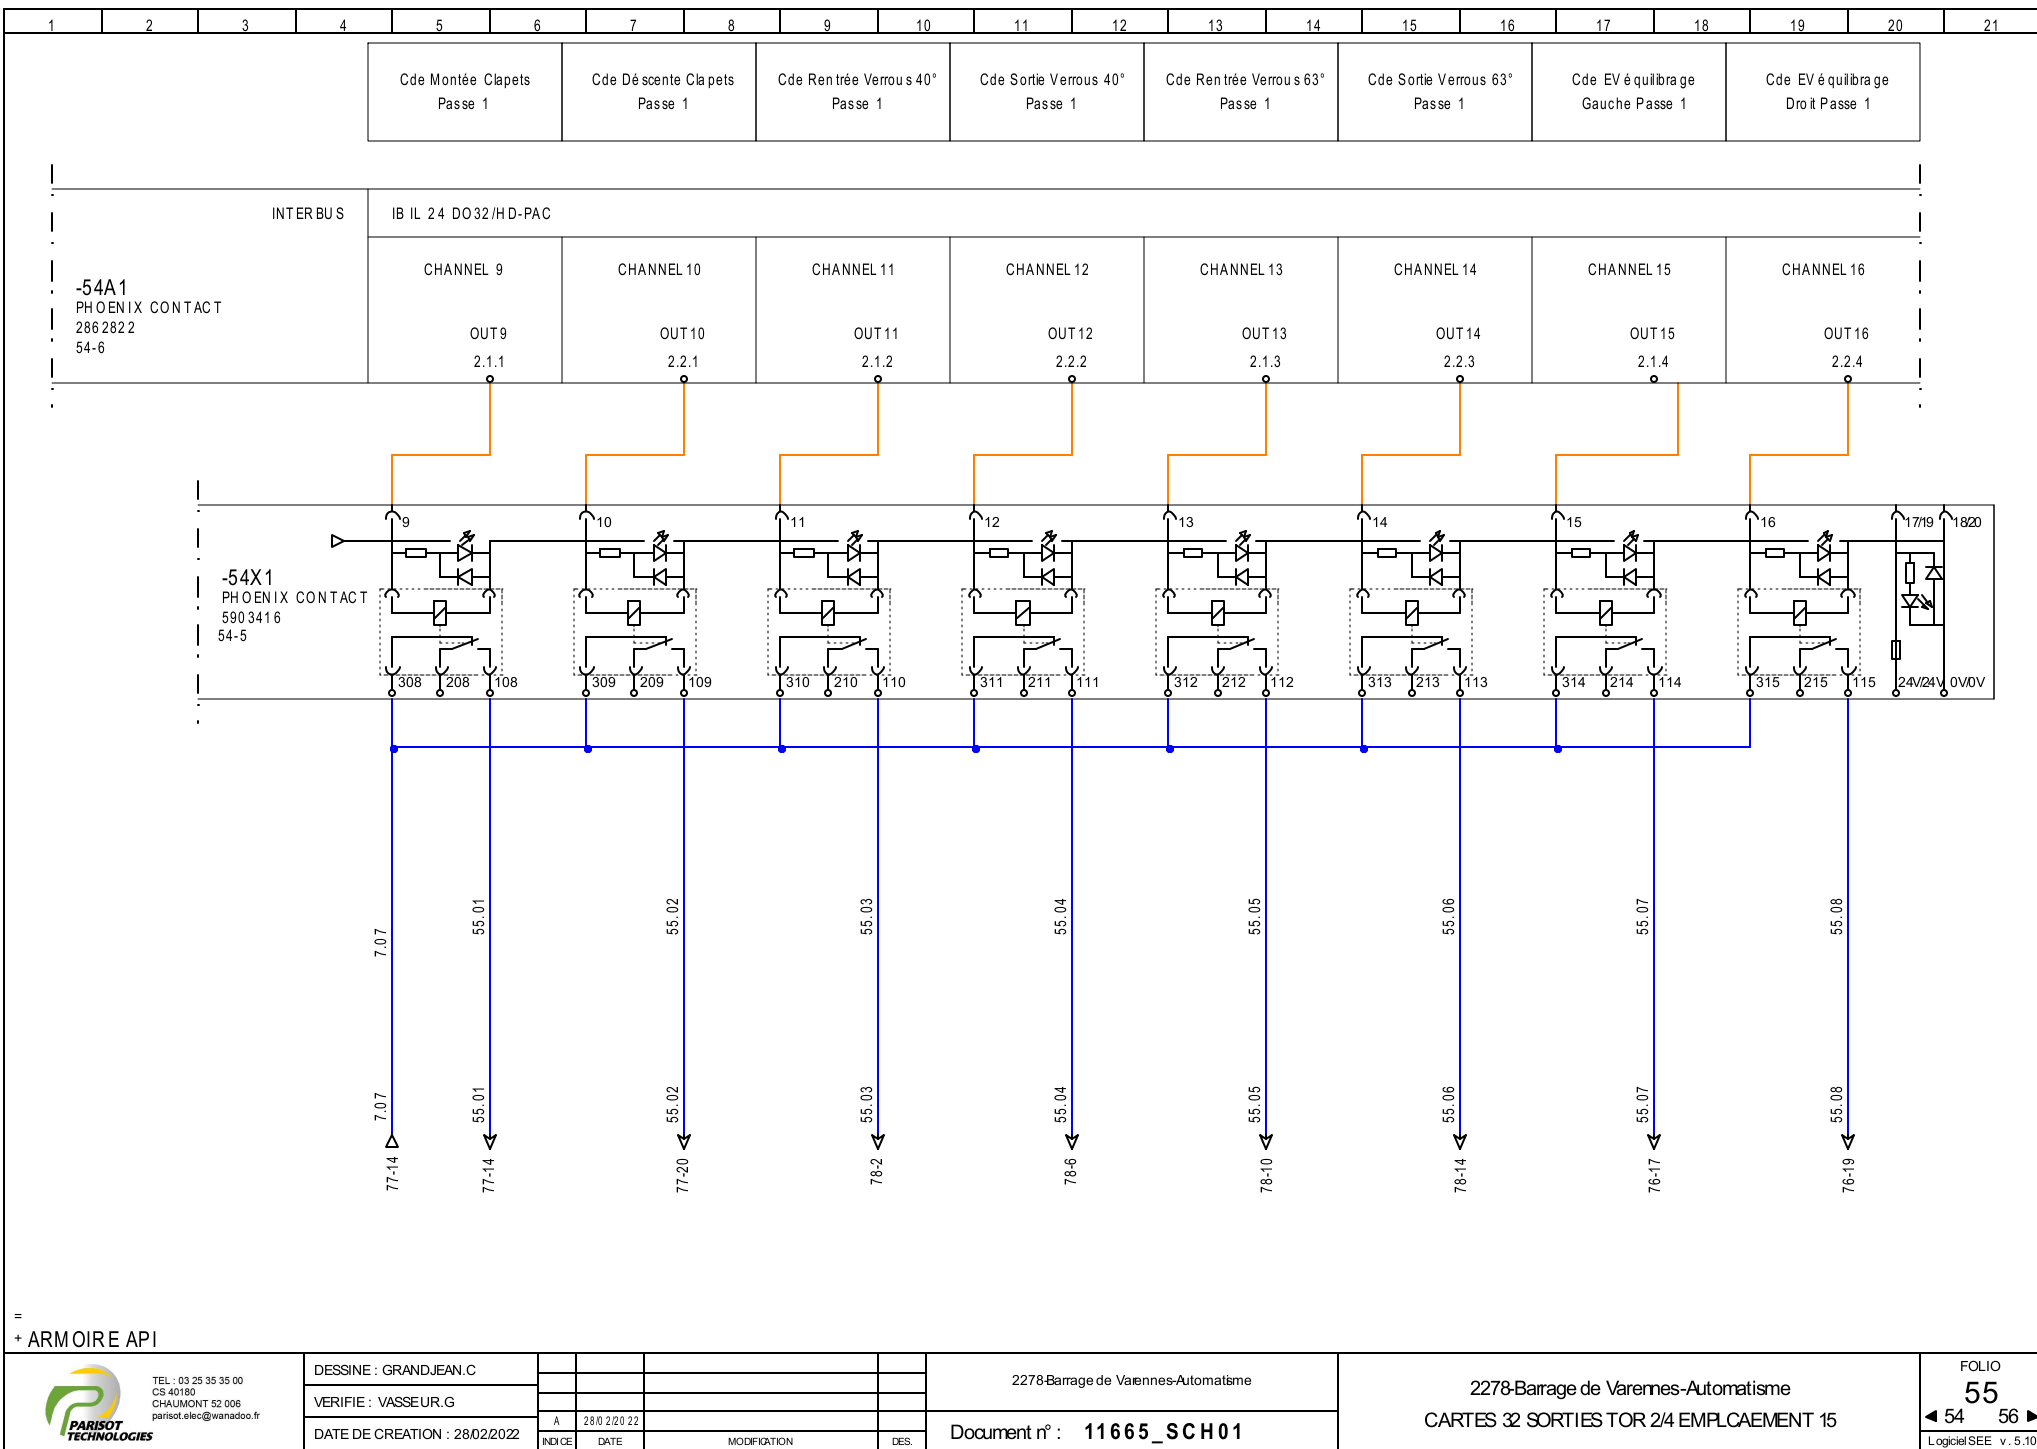 1 2 3 4 5 6 7 8 9 10 11 12 13 14 15 16 17 18 19 20 21
Cde Montée Clapets
Passe 1
Cde Déscente Clapets
Passe 1
Cde Rentrée Verrous 40°
Passe 1
Cde Sortie Verrous 40°
Passe 1
Cde Rentrée Verrous 63°
Passe 1
Cde Sortie Verrous 63°
Passe 1
Cde EV équilibrage
Gauche Passe 1
Cde EV équilibrage
Droit Passe 1
INTERBUS
IB IL 24 DO32/HD-PAC
-54A1
PHOENIX CONTACT
2862822
54-6
CHANNEL 9
OUT9
2.1.1
CHANNEL 10
OUT10
2.2.1
CHANNEL 11
OUT11
2.1.2
CHANNEL 12
OUT12
2.2.2
CHANNEL 13
OUT13
2.1.3
CHANNEL 14
OUT14
2.2.3
CHANNEL 15
OUT15
2.1.4
CHANNEL 16
OUT16
2.2.4
9 10 11 12 13 14 15 16 17/19 18/20
-54X1
PHOENIX CONTACT
5903416
54-5
308 208 108 309 209 109 310 210 110 311 211 111 312 212 112 313 213 113 314 214 114 315 215 115 24V/24V 0V/0V
7.07 55.01 55.02 55.03 55.04 55.05 55.06 55.07 55.08
7.07 55.01 55.02 55.03 55.04 55.05 55.06 55.07 55.08
77-14 77-14 77-20 78-2 78-6 78-10 78-14 76-17 76-19
=
+ ARMOIRE API
PARISOT
TECHNOLOGIES
TEL : 03 25 35 35 00
CS 40180
CHAUMONT 52 006
parisot.elec@wanadoo.fr
DESSINE : GRANDJEAN.C
VERIFIE : VASSEUR.G
DATE DE CREATION : 28/02/2022
A 28/02/2022
INDICE DATE MODIFICATION DES.
2278-Barrage de Varennes-Automatisme
Document n° : 11665_SCH01
2278-Barrage de Varennes-Automatisme
CARTES 32 SORTIES TOR 2/4 EMPLCAEMENT 15
FOLIO
55
54 56
Logiciel SEE v. 5.10